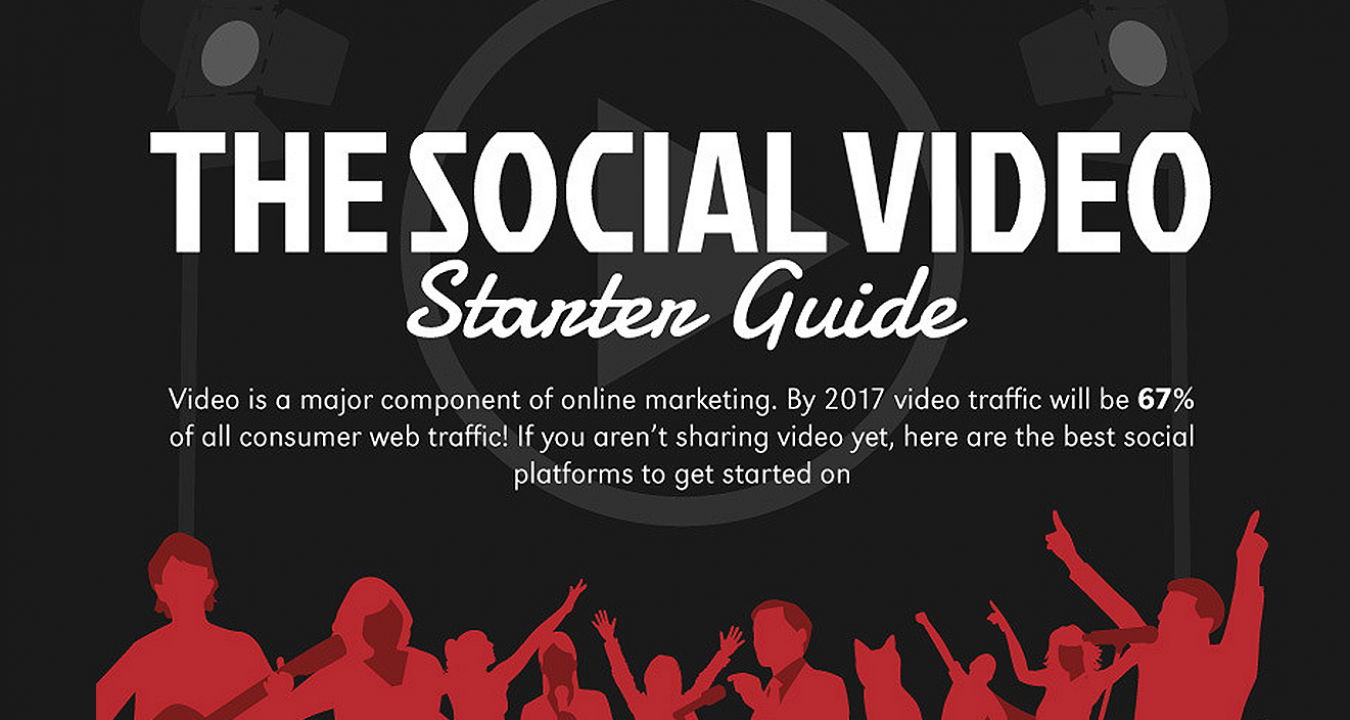 THE SOCIAL VIDEO
Starter Guide
Video is a major component of online marketing. By 2017 video traffic will be 67%
of all consumer web traffic! If you aren't sharing video yet, here are the best social
platforms to get started on